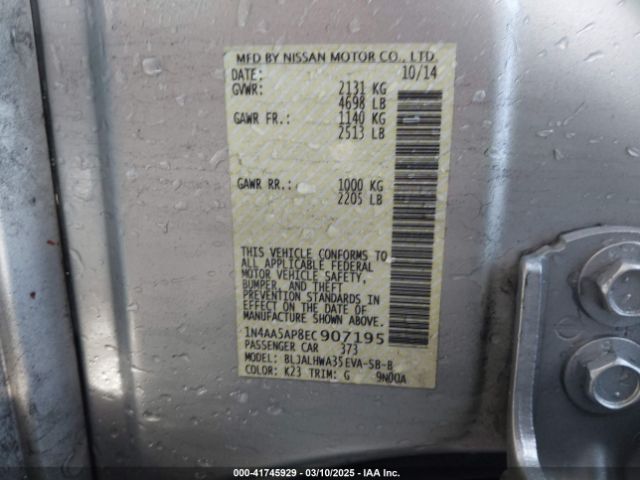 MFD BY NISSAN MOTOR CO., LTD.
DATE: 10/14
GVWR: 2131 KG
4698 LB
GAWR FR.: 1140 KG
2513 LB
GAWR RR.: 1000 KG
2205 LB
THIS VEHICLE CONFORMS TO
ALL APPLICABLE FEDERAL
MOTOR VEHICLE SAFETY,
BUMPER, AND THEFT
PREVENTION STANDARDS IN
EFFECT ON THE DATE OF
MANUFACTURE SHOWN ABOVE.
1N4AA5AP8EC907195
PASSENGER CAR 373
MODEL: BLJALHWA35EVA-SB-B
COLOR: K23 TRIM: G 9N00A
000-41745929 - 03/10/2025 - IAA Inc.